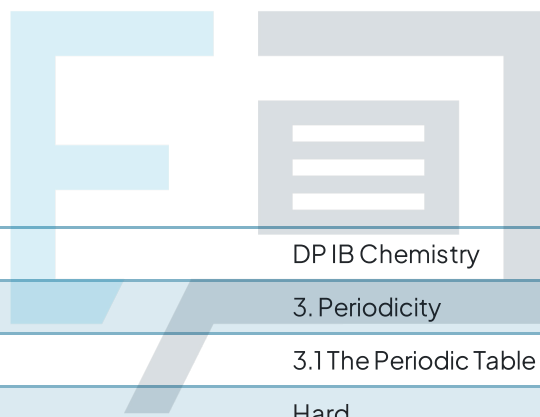 DP IB Chemistry
3. Periodicity
3.1 The Periodic Table
Hard